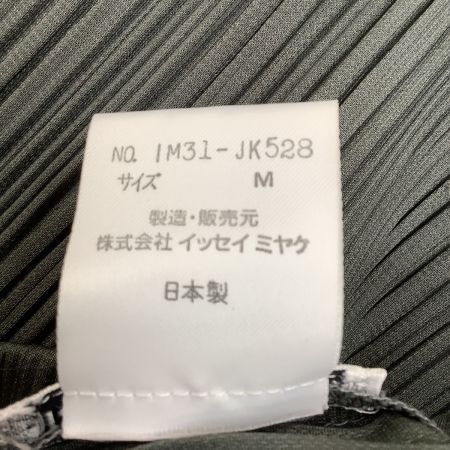 NO. IM31-JK528
サイズ M
製造・販売元
株式会社 イッセイ ミヤケ
日本製